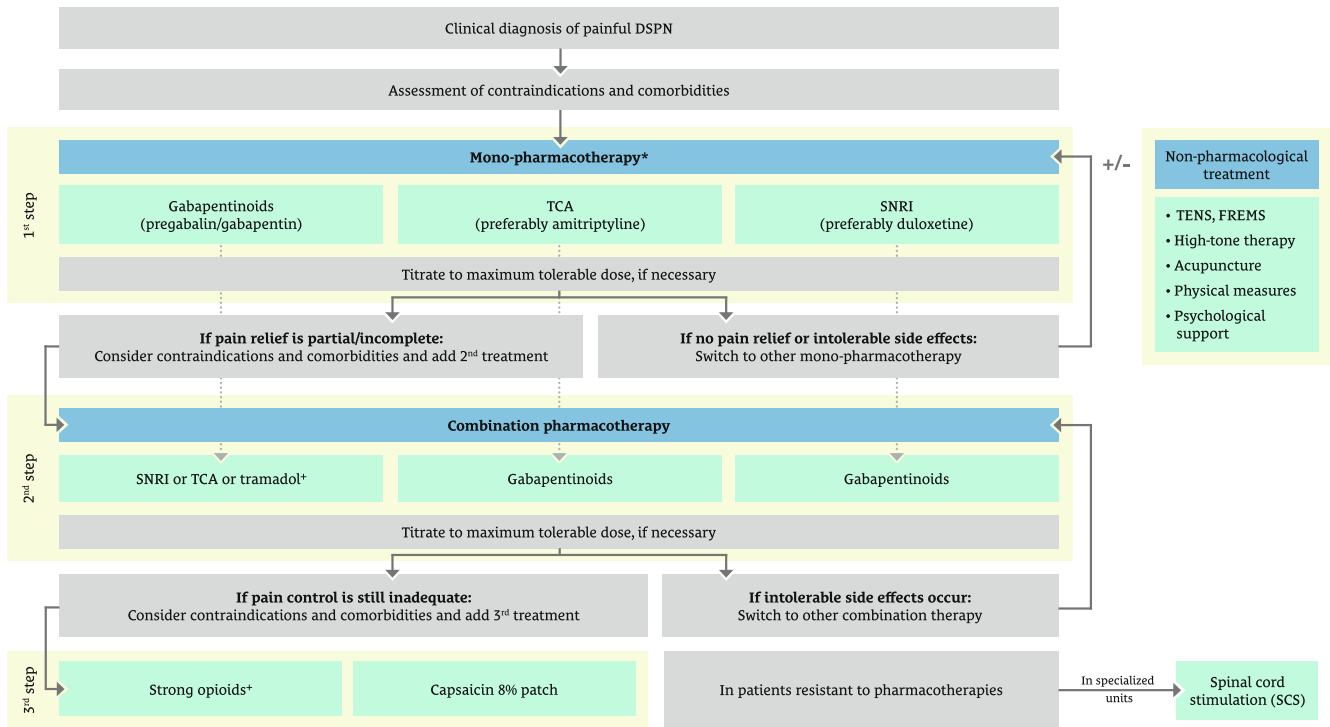 Clinical diagnosis of painful DSPN
Assessment of contraindications and comorbidities
1st step
Mono-pharmacotherapy*
Gabapentinoids
(pregabalin/gabapentin)
TCA
(preferably amitriptyline)
SNRI
(preferably duloxetine)
Titrate to maximum tolerable dose, if necessary
+/-
Non-pharmacological
treatment
• TENS, FREMS
• High-tone therapy
• Acupuncture
• Physical measures
• Psychological
support
If pain relief is partial/incomplete:
Consider contraindications and comorbidities and add 2nd treatment
If no pain relief or intolerable side effects:
Switch to other mono-pharmacotherapy
2nd step
Combination pharmacotherapy
SNRI or TCA or tramadol+
Gabapentinoids
Gabapentinoids
Titrate to maximum tolerable dose, if necessary
If pain control is still inadequate:
Consider contraindications and comorbidities and add 3rd treatment
If intolerable side effects occur:
Switch to other combination therapy
3rd step
Strong opioids+
Capsaicin 8% patch
In patients resistant to pharmacotherapies
In specialized
units
Spinal cord
stimulation (SCS)